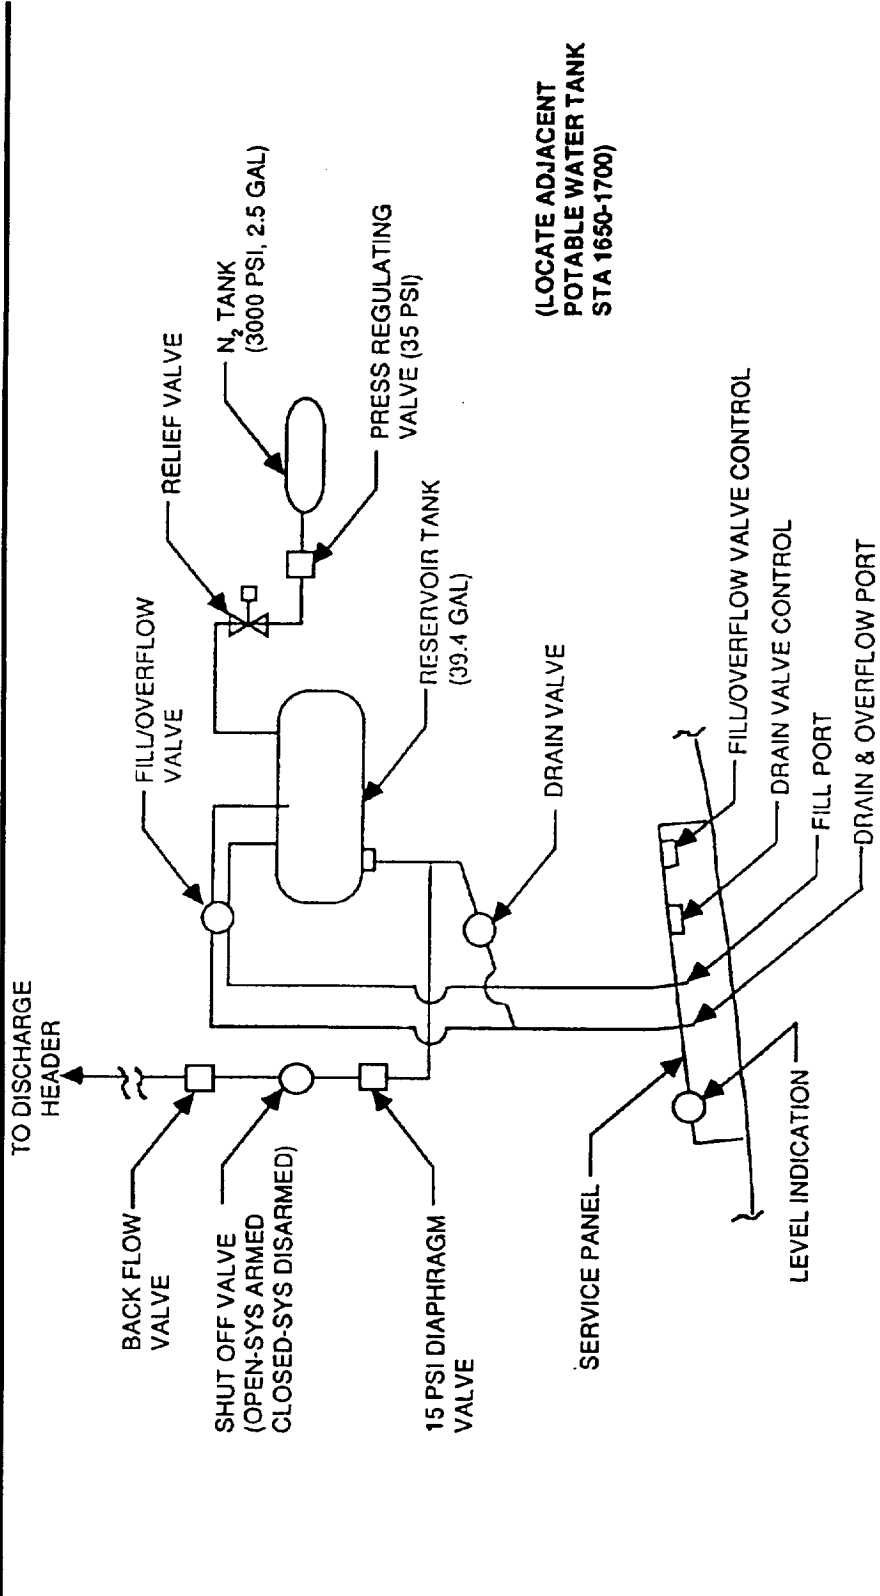 TO DISCHARGE
HEADER
BACK FLOW
VALVE
SHUT OFF VALVE
(OPEN-SYS ARMED
CLOSED-SYS DISARMED)
15 PSI DIAPHRAGM
VALVE
FILL/OVERFLOW
VALVE
RELIEF VALVE
N₂ TANK
(3000 PSI, 2.5 GAL)
PRESS REGULATING
VALVE (35 PSI)
RESERVOIR TANK
(39.4 GAL)
DRAIN VALVE
(LOCATE ADJACENT
POTABLE WATER TANK
STA 1650-1700)
SERVICE PANEL
LEVEL INDICATION
FILL/OVERFLOW VALVE CONTROL
DRAIN VALVE CONTROL
FILL PORT
DRAIN & OVERFLOW PORT